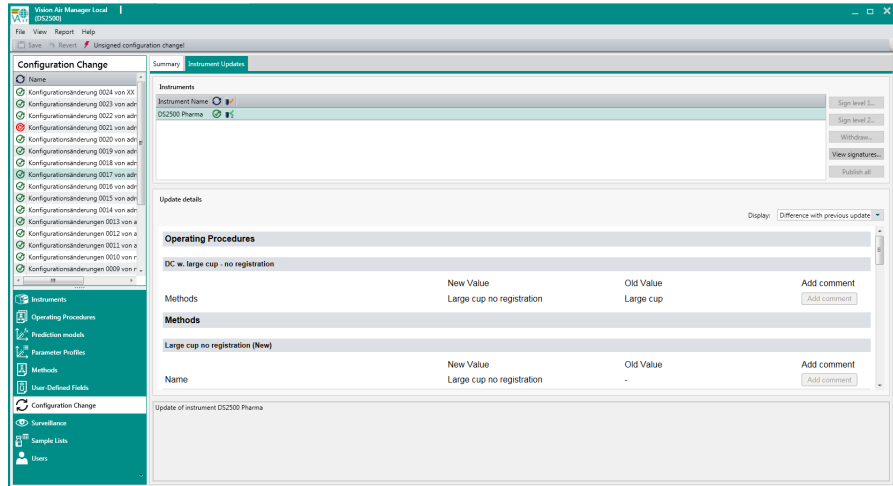 Vision Air Manager Local
(DS2500)
File View Report Help
Save Revert Unsigned configuration change!
Configuration Change
Name
Konfigurationsänderung 0024 von XX
Konfigurationsänderung 0023 von adr
Konfigurationsänderung 0022 von adr
Konfigurationsänderung 0021 von adr
Konfigurationsänderung 0020 von adr
Konfigurationsänderung 0019 von adr
Konfigurationsänderung 0018 von adr
Konfigurationsänderung 0017 von adr
Konfigurationsänderung 0016 von adr
Konfigurationsänderung 0015 von adr
Konfigurationsänderung 0014 von adr
Konfigurationsänderungen 0013 von a
Konfigurationsänderungen 0012 von a
Konfigurationsänderungen 0011 von a
Konfigurationsänderungen 0010 von r
Konfigurationsänderungen 0009 von r
Instruments
Operating Procedures
Prediction models
Parameter Profiles
Methods
User-Defined Fields
Configuration Change
Surveillance
Sample Lists
Users
Summary Instrument Updates
Instruments
Instrument Name
DS2500 Pharma
Sign level 1...
Sign level 2...
Withdraw...
View signatures...
Publish all
Update details
Display: Difference with previous update
Operating Procedures
DC w. large cup - no registration
New Value Old Value Add comment
Methods Large cup no registration Large cup Add comment
Methods
Large cup no registration (New)
New Value Old Value Add comment
Name Large cup no registration - Add comment
Update of instrument DS2500 Pharma